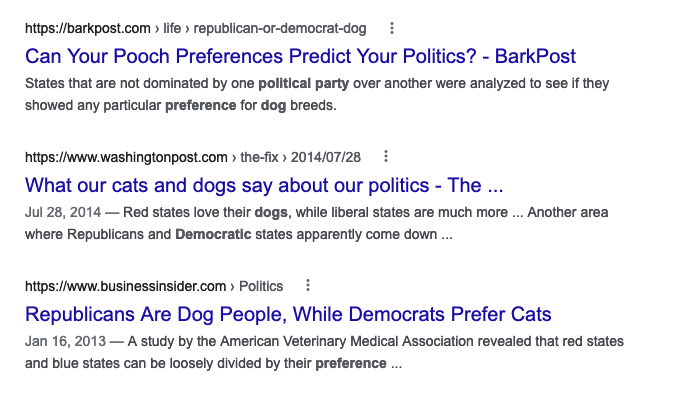 https://barkpost.com › life › republican-or-democrat-dog
Can Your Pooch Preferences Predict Your Politics? - BarkPost
States that are not dominated by one political party over another were analyzed to see if they
showed any particular preference for dog breeds.
https://www.washingtonpost.com › the-fix › 2014/07/28
What our cats and dogs say about our politics - The ...
Jul 28, 2014 — Red states love their dogs, while liberal states are much more ... Another area
where Republicans and Democratic states apparently come down ...
https://www.businessinsider.com › Politics
Republicans Are Dog People, While Democrats Prefer Cats
Jan 16, 2013 — A study by the American Veterinary Medical Association revealed that red states
and blue states can be loosely divided by their preference ...